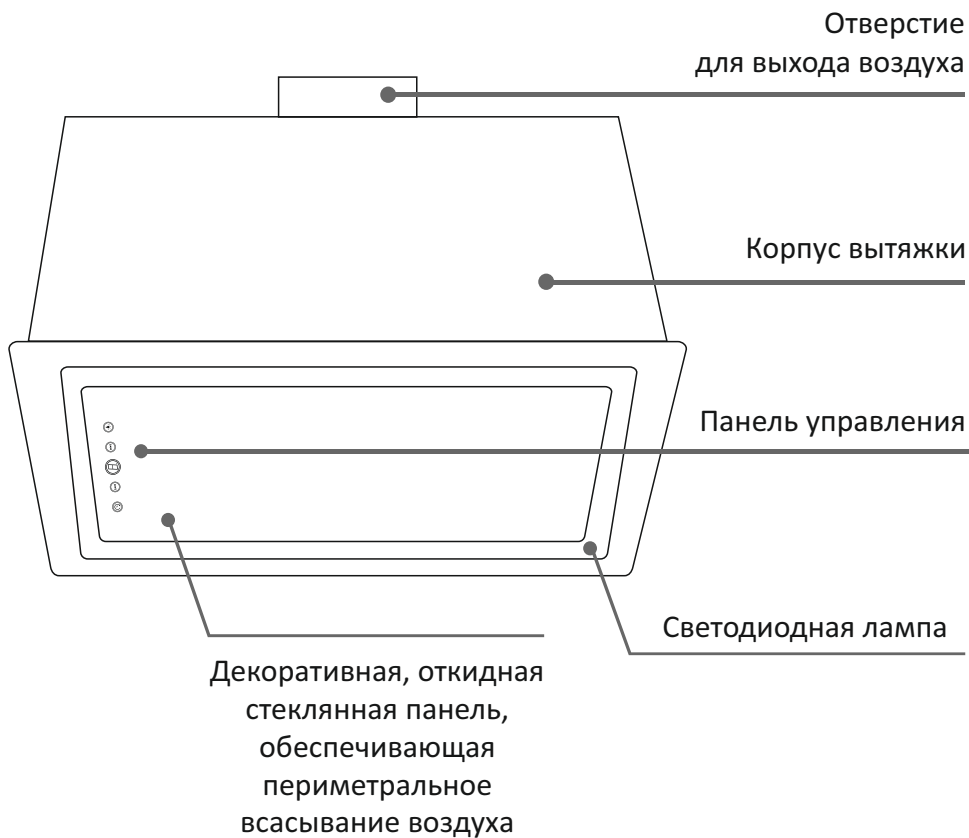 Отверстие
для выхода воздуха
Корпус вытяжки
Панель управления
Светодиодная лампа
Декоративная, откидная
стеклянная панель,
обеспечивающая
периметральное
всасывание воздуха